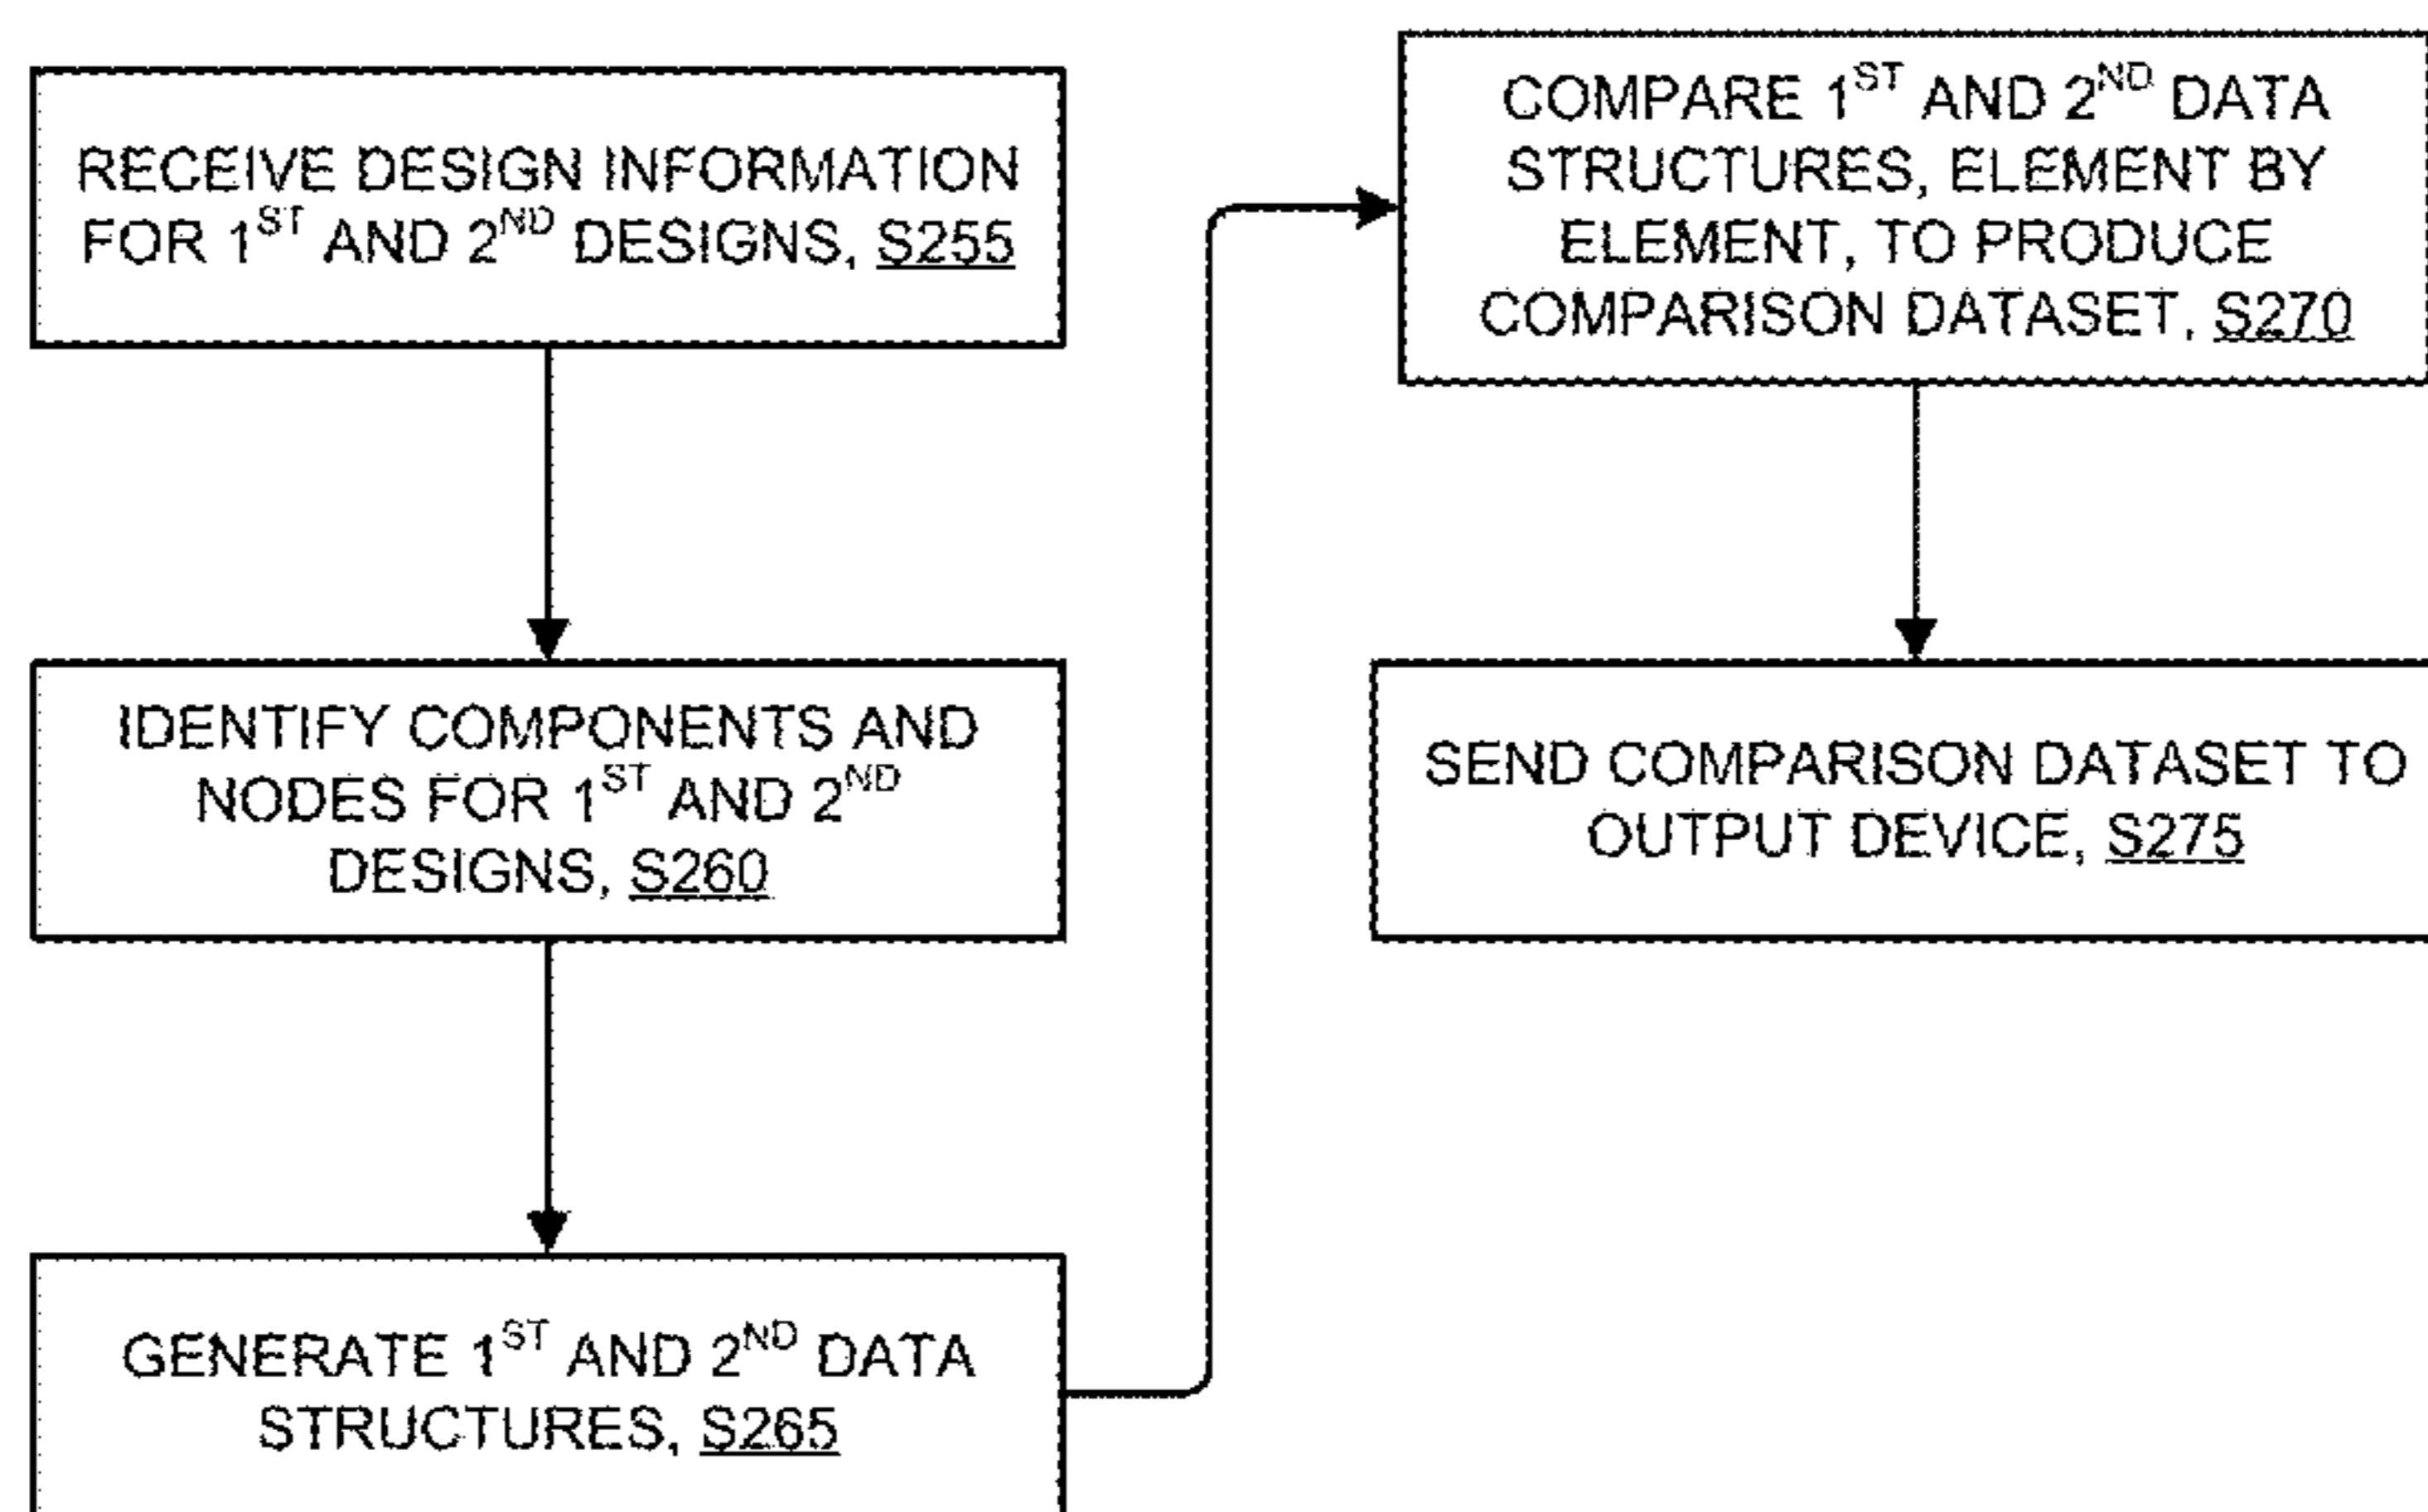 RECEIVE DESIGN INFORMATION
FOR 1ST AND 2ND DESIGNS, S255
IDENTIFY COMPONENTS AND
NODES FOR 1ST AND 2ND
DESIGNS, S260
GENERATE 1ST AND 2ND DATA
STRUCTURES, S265
COMPARE 1ST AND 2ND DATA
STRUCTURES, ELEMENT BY
ELEMENT, TO PRODUCE
COMPARISON DATASET, S270
SEND COMPARISON DATASET TO
OUTPUT DEVICE, S275